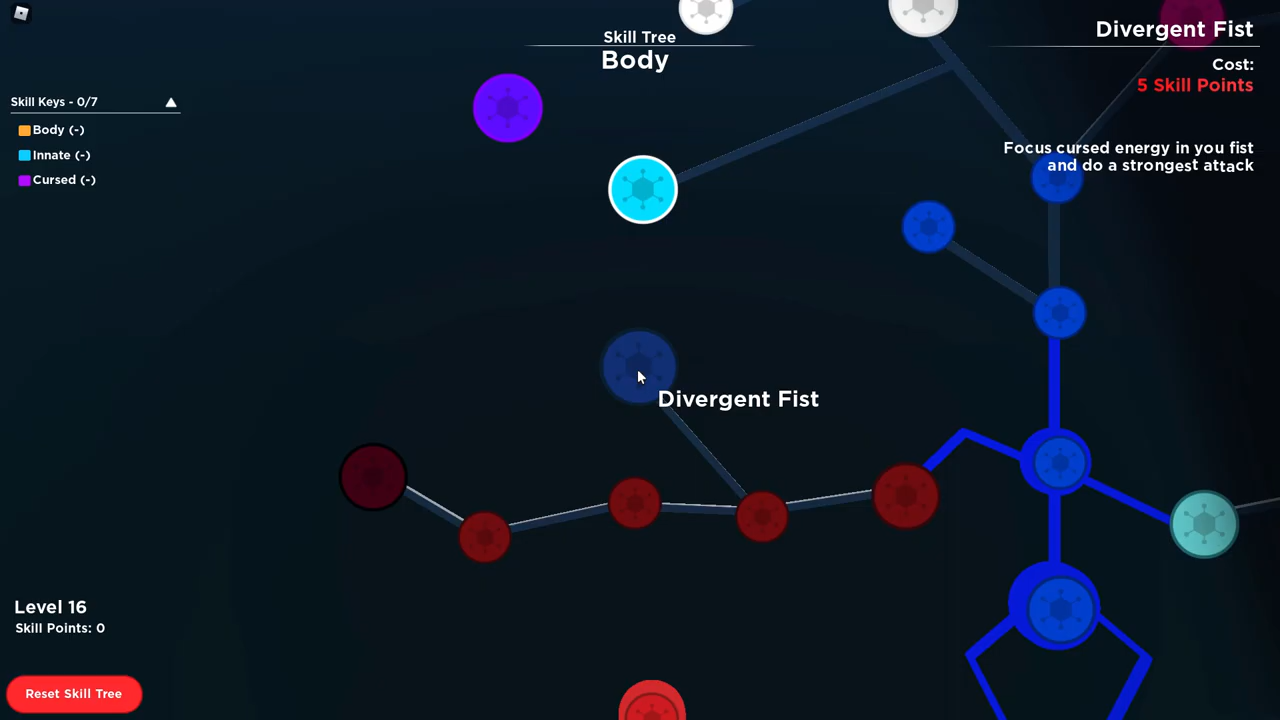 Skill Tree
Body
Divergent Fist
Cost:
5 Skill Points
Focus cursed energy in you fist
and do a strongest attack
Skill Keys - 0/7
Body (-)
Innate (-)
Cursed (-)
Divergent Fist
Level 16
Skill Points: 0
Reset Skill Tree